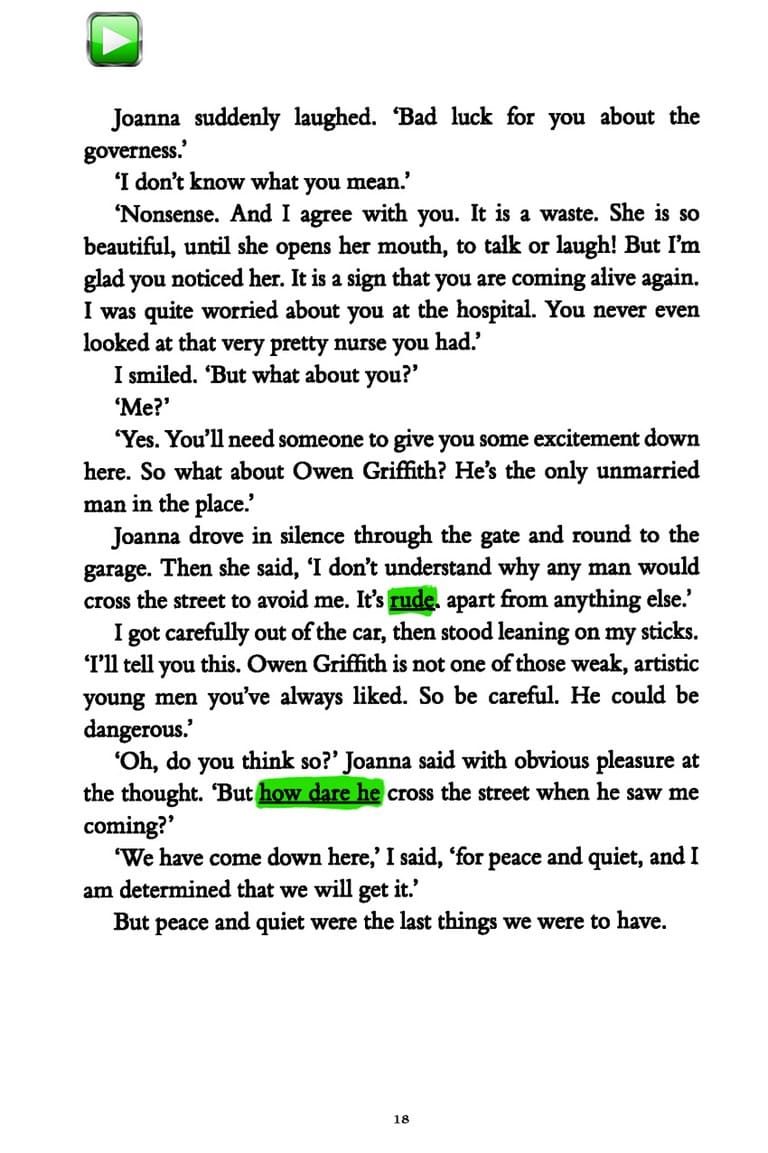 Joanna suddenly laughed. ‘Bad luck for you about the
governess.’
‘I don’t know what you mean.’
‘Nonsense. And I agree with you. It is a waste. She is so
beautiful, until she opens her mouth, to talk or laugh! But I’m
glad you noticed her. It is a sign that you are coming alive again.
I was quite worried about you at the hospital. You never even
looked at that very pretty nurse you had.’
I smiled. ‘But what about you?’
‘Me?’
‘Yes. You’ll need someone to give you some excitement down
here. So what about Owen Griffith? He’s the only unmarried
man in the place.’
Joanna drove in silence through the gate and round to the
garage. Then she said, ‘I don’t understand why any man would
cross the street to avoid me. It’s rude, apart from anything else.’
I got carefully out of the car, then stood leaning on my sticks.
‘I’ll tell you this. Owen Griffith is not one of those weak, artistic
young men you’ve always liked. So be careful. He could be
dangerous.’
‘Oh, do you think so?’ Joanna said with obvious pleasure at
the thought. ‘But how dare he cross the street when he saw me
coming?’
‘We have come down here,’ I said, ‘for peace and quiet, and I
am determined that we will get it.’
But peace and quiet were the last things we were to have.
18